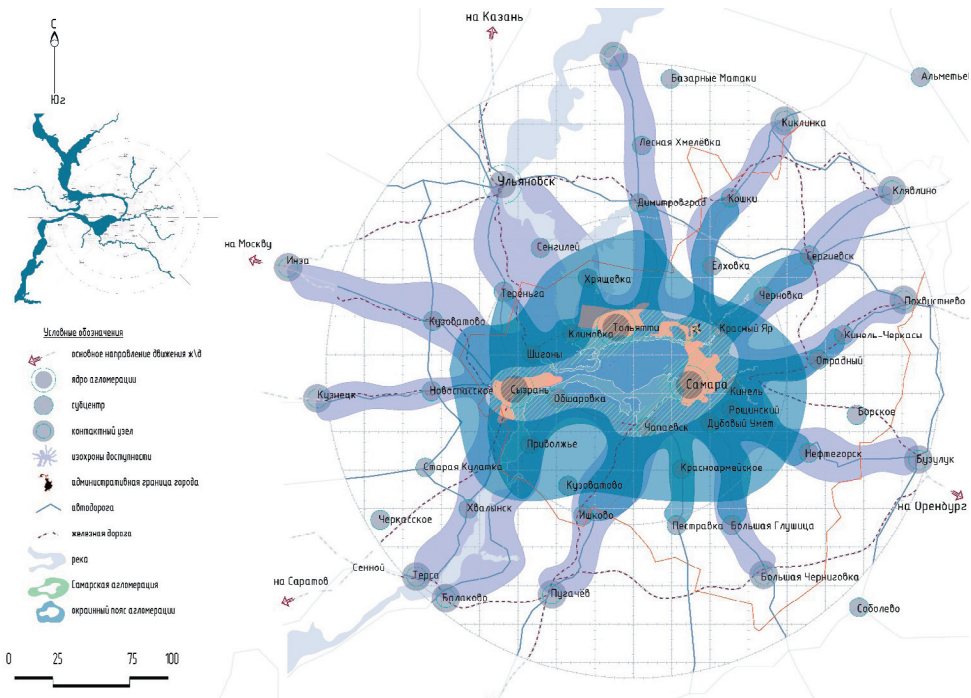 С
на Казань
Юг
Базарные Матаки
Альметьев
Киклинка
Лесная Хмелёвка
Ульяновск
Димитровград
Кошки
Клявлино
на Москву
Инза
Сенгилей
Елховка
Сергиевск
Хрящевка
Тереньга
Черновка
Похвистнево
Кузоватово
Климовка
Тольятти
Красный Яр
Кинель-Черкасы
Шигоны
Отрадный
Кузнецк
Новоспасское
Сызрань
Самара
Кинель
Обшаровка
Рощинский
Борское
Чапаевск
Дубовый Умет
Приволжье
Нефтегорск
Бузулук
Старая Кулатка
Кузоватово
Красноармейское
на Оренбург
Хвалынск
Черкасское
Ишково
Пестравка
Большая Глушица
Сенной
на Саратов
Терса
Большая Черниговка
Балаково
Пугачёв
Соболево
Условные обозначения
основное направление движения ж\д
ядро агломерации
субцентр
контактный узел
изохроны доступности
административная граница города
автодорога
железная дорога
река
Самарская агломерация
окраинный пояс агломерации
0 25 75 100